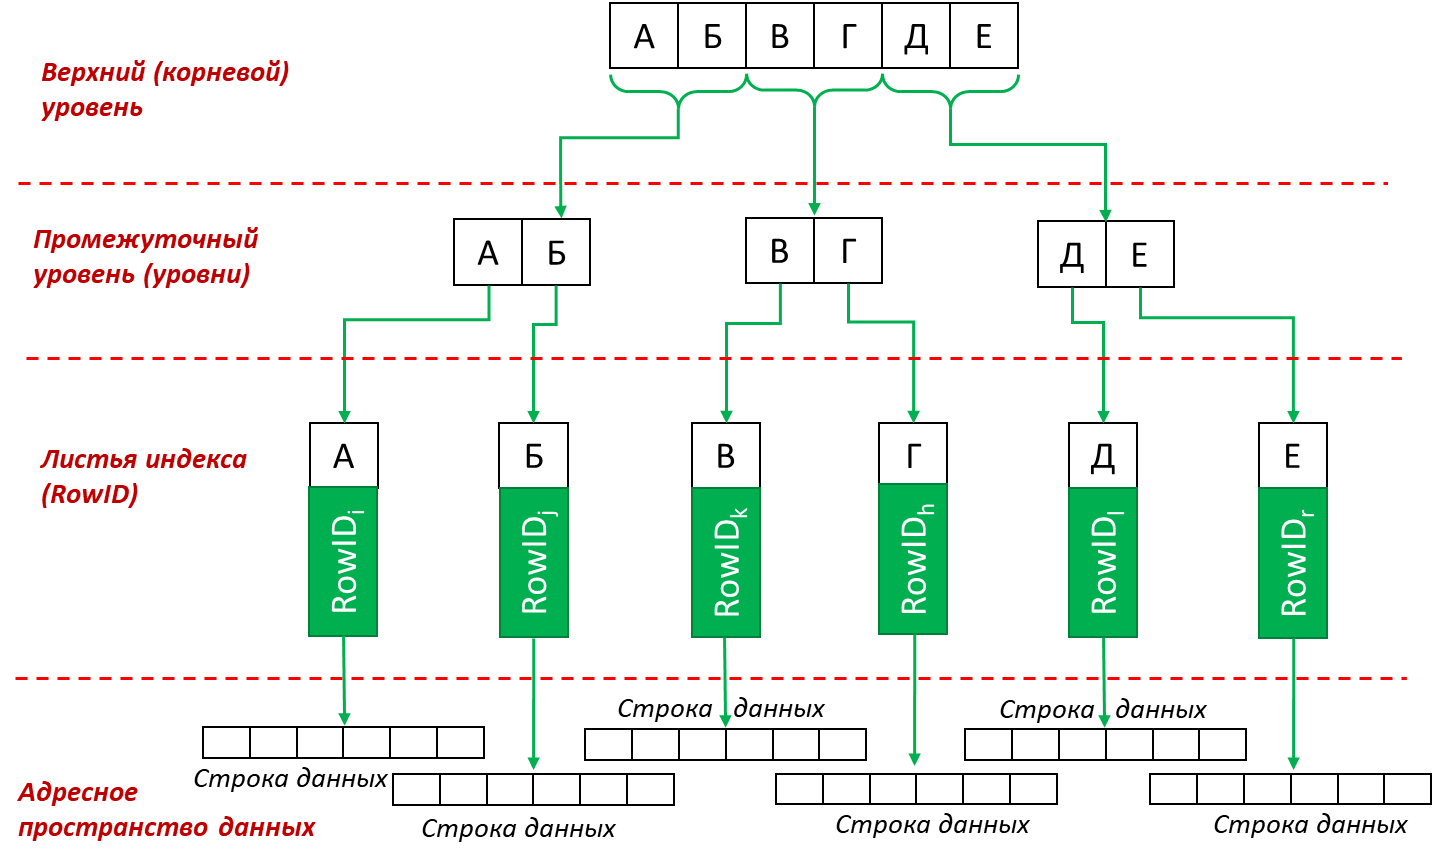 А Б В Г Д Е
Верхний (корневой)
уровень
Промежуточный
уровень (уровни)
А Б
В Г
Д Е
Листья индекса
(RowID)
А
Б
В
Г
Д
Е
RowIDi
RowIDj
RowIDk
RowIDh
RowIDl
RowIDr
Строка данных
Строка данных
Строка данных
Строка данных
Строка данных
Строка данных
Адресное
пространство данных